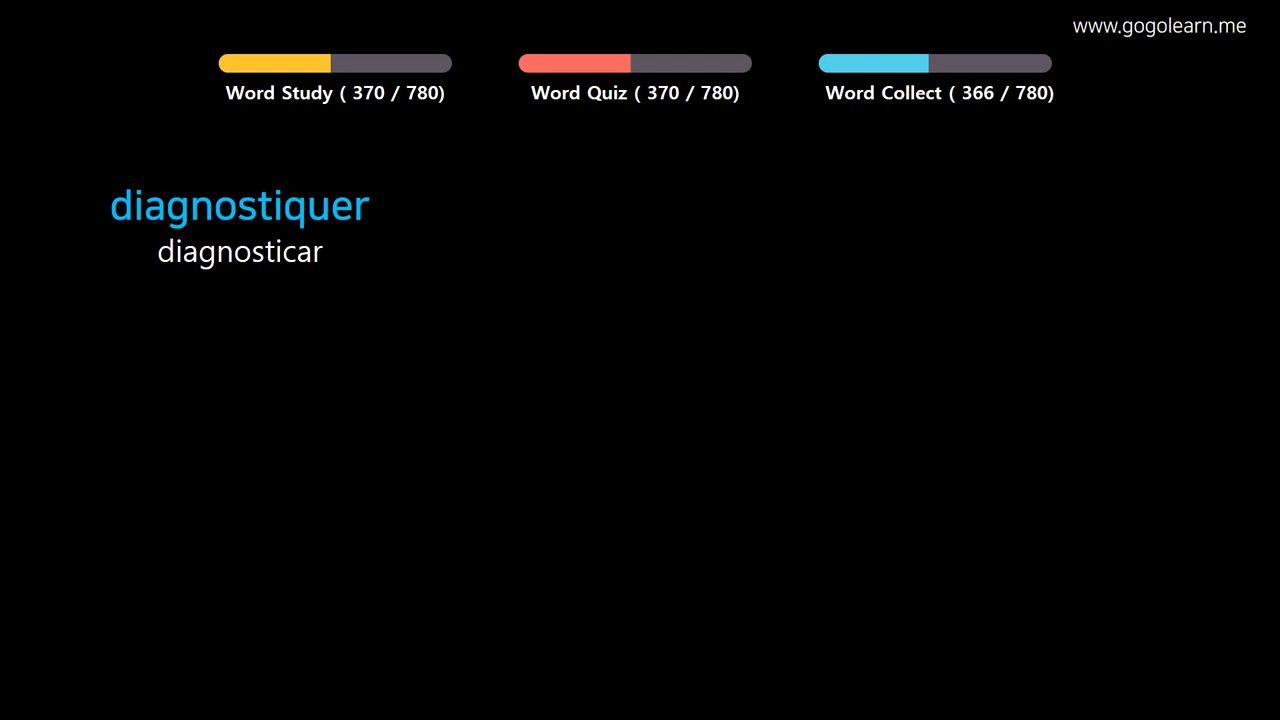 www.gogolearn.me
Word Study ( 370 / 780)
Word Quiz ( 370 / 780)
Word Collect ( 366 / 780)
diagnostiquer
diagnosticar